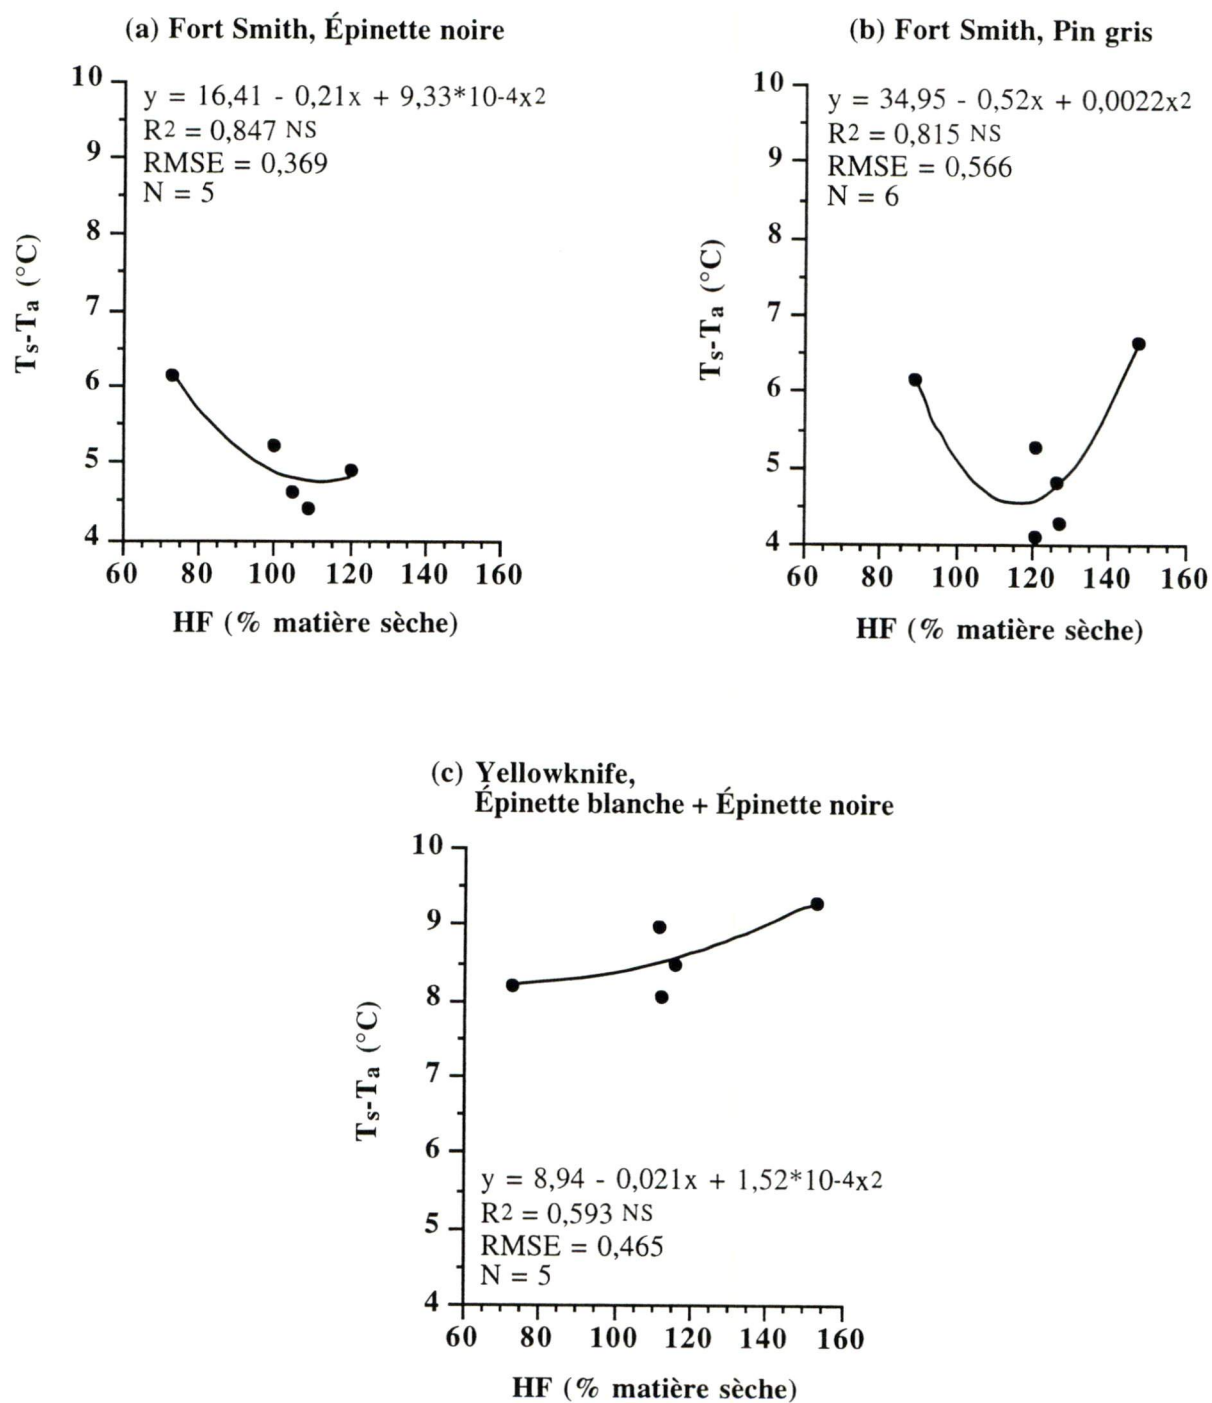 (a) Fort Smith, Épinette noire
10
9
8
7
6
5
4
Ts-Ta (°C)
y = 16,41 - 0,21x + 9,33*10-4x2
R2 = 0,847 NS
RMSE = 0,369
N = 5
60 80 100 120 140 160
HF (% matière sèche)
(b) Fort Smith, Pin gris
10
9
8
7
6
5
4
Ts-Ta (°C)
y = 34,95 - 0,52x + 0,0022x2
R2 = 0,815 NS
RMSE = 0,566
N = 6
60 80 100 120 140 160
HF (% matière sèche)
(c) Yellowknife,
Épinette blanche + Épinette noire
10
9
8
7
6
5
4
Ts-Ta (°C)
y = 8,94 - 0,021x + 1,52*10-4x2
R2 = 0,593 NS
RMSE = 0,465
N = 5
60 80 100 120 140 160
HF (% matière sèche)